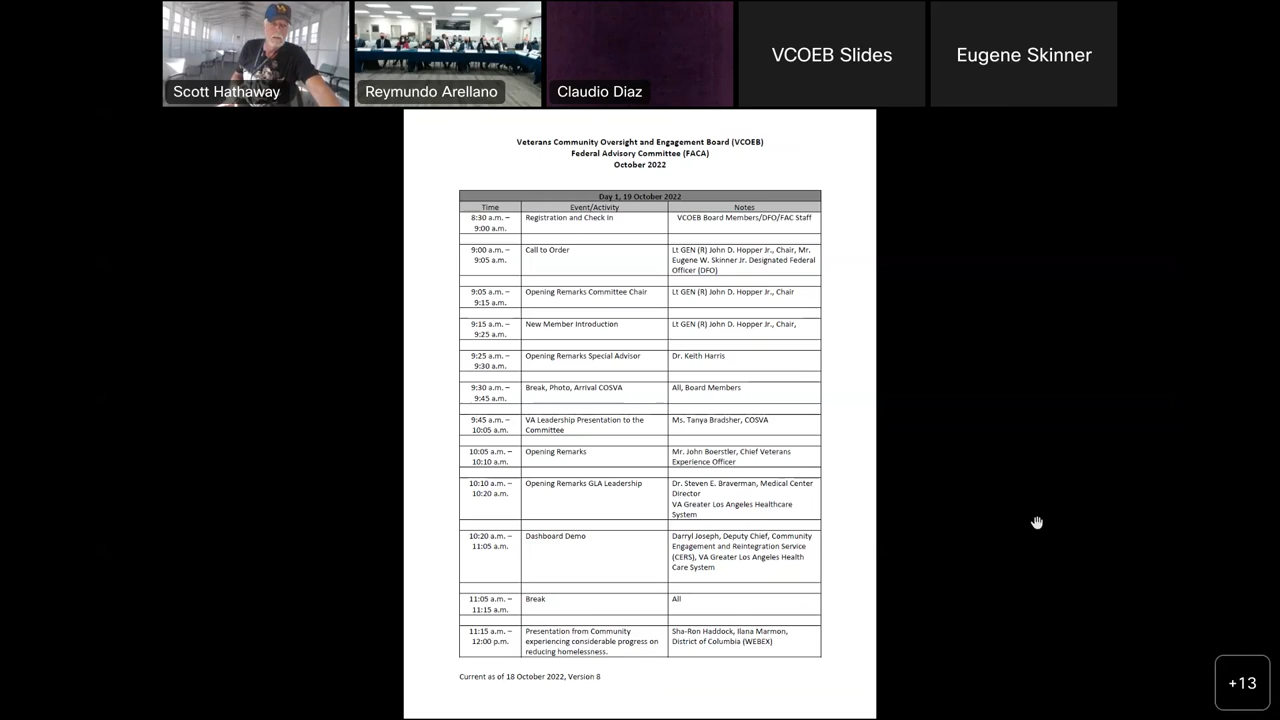 Scott Hathaway
Reymundo Arellano
Claudio Diaz
VCOEB Slides
Eugene Skinner
Veterans Community Oversight and Engagement Board (VCOEB)
Federal Advisory Committee (FACA)
October 2022
Day 1, 19 October 2022
Time Event/Activity Notes
8:30 a.m. – Registration and Check In VCOEB Board Members/DFO/FAC Staff
9:00 a.m.
9:00 a.m. – Call to Order Lt GEN (R) John D. Hopper Jr., Chair, Mr.
9:05 a.m. Eugene W. Skinner Jr. Designated Federal
Officer (DFO)
9:05 a.m. – Opening Remarks Committee Chair Lt GEN (R) John D. Hopper Jr., Chair
9:15 a.m.
9:15 a.m. – New Member Introduction Lt GEN (R) John D. Hopper Jr., Chair,
9:25 a.m.
9:25 a.m. – Opening Remarks Special Advisor Dr. Keith Harris
9:30 a.m.
9:30 a.m. – Break, Photo, Arrival COSVA All, Board Members
9:45 a.m.
9:45 a.m. – VA Leadership Presentation to the Ms. Tanya Bradsher, COSVA
10:05 a.m. Committee
10:05 a.m. – Opening Remarks Mr. John Boerstler, Chief Veterans
10:10 a.m. Experience Officer
10:10 a.m. – Opening Remarks GLA Leadership Dr. Steven E. Braverman, Medical Center
10:20 a.m. Director
VA Greater Los Angeles Healthcare
System
10:20 a.m. – Dashboard Demo Darryl Joseph, Deputy Chief, Community
11:05 a.m. Engagement and Reintegration Service
(CERS), VA Greater Los Angeles Health
Care System
11:05 a.m. – Break All
11:15 a.m.
11:15 a.m. – Presentation from Community Sha-Ron Haddock, Ilana Marmon,
12:00 p.m. experiencing considerable progress on District of Columbia (WEBEX)
reducing homelessness.
Current as of 18 October 2022, Version 8
+13